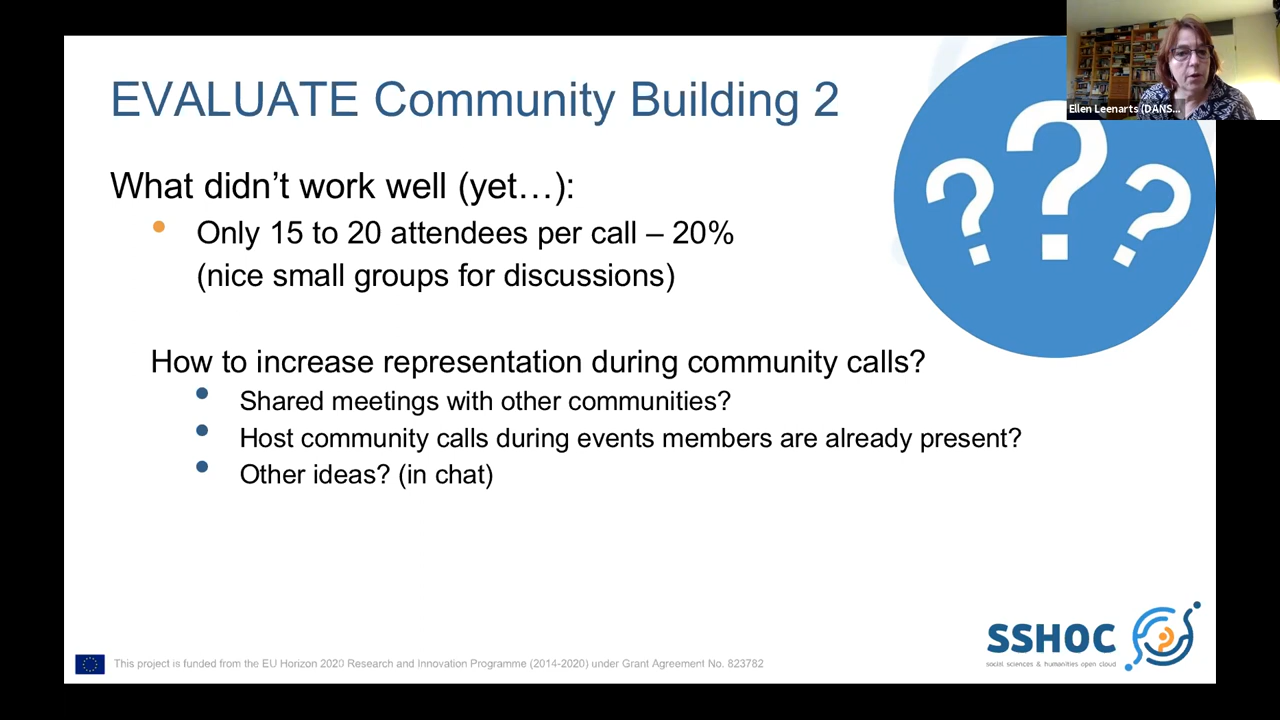 EVALUATE Community Building 2
Ellen Leenarts (DANS...
What didn’t work well (yet…):
Only 15 to 20 attendees per call – 20%
(nice small groups for discussions)
How to increase representation during community calls?
Shared meetings with other communities?
Host community calls during events members are already present?
Other ideas? (in chat)
SSHOC
social sciences & humanities open cloud
This project is funded from the EU Horizon 2020 Research and Innovation Programme (2014-2020) under Grant Agreement No. 823782